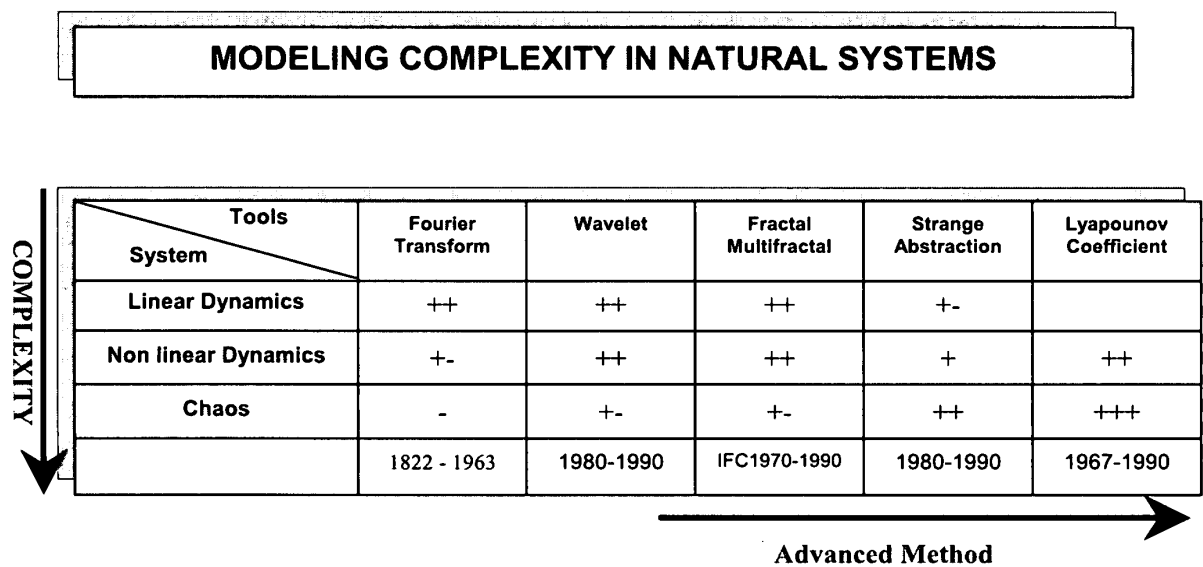 MODELING COMPLEXITY IN NATURAL SYSTEMS
COMPLEXITY
Tools
System
Fourier
Transform
Wavelet
Fractal
Multifractal
Strange
Abstraction
Lyapounov
Coefficient
Linear Dynamics ++ ++ ++ +-
Non linear Dynamics +- ++ ++ + ++
Chaos - +- +- ++ +++
1822 - 1963 1980-1990 IFC1970-1990 1980-1990 1967-1990
Advanced Method